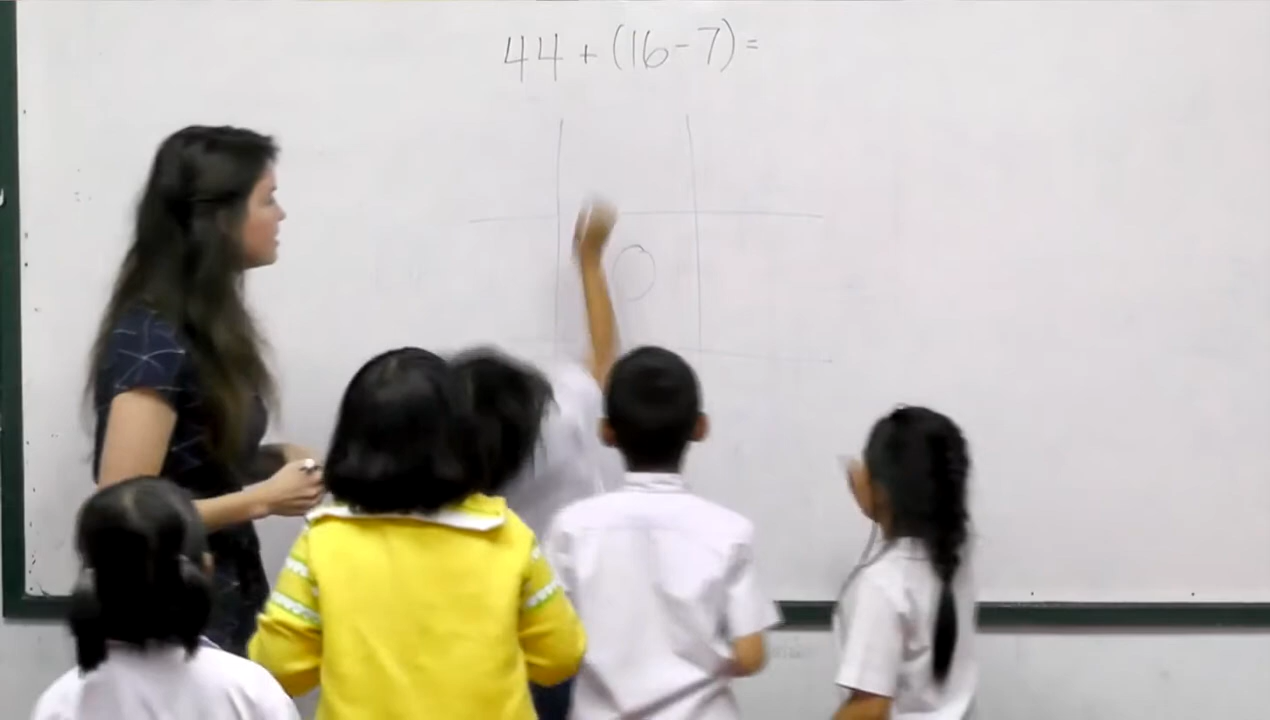 44 + (16 - 7) =
O